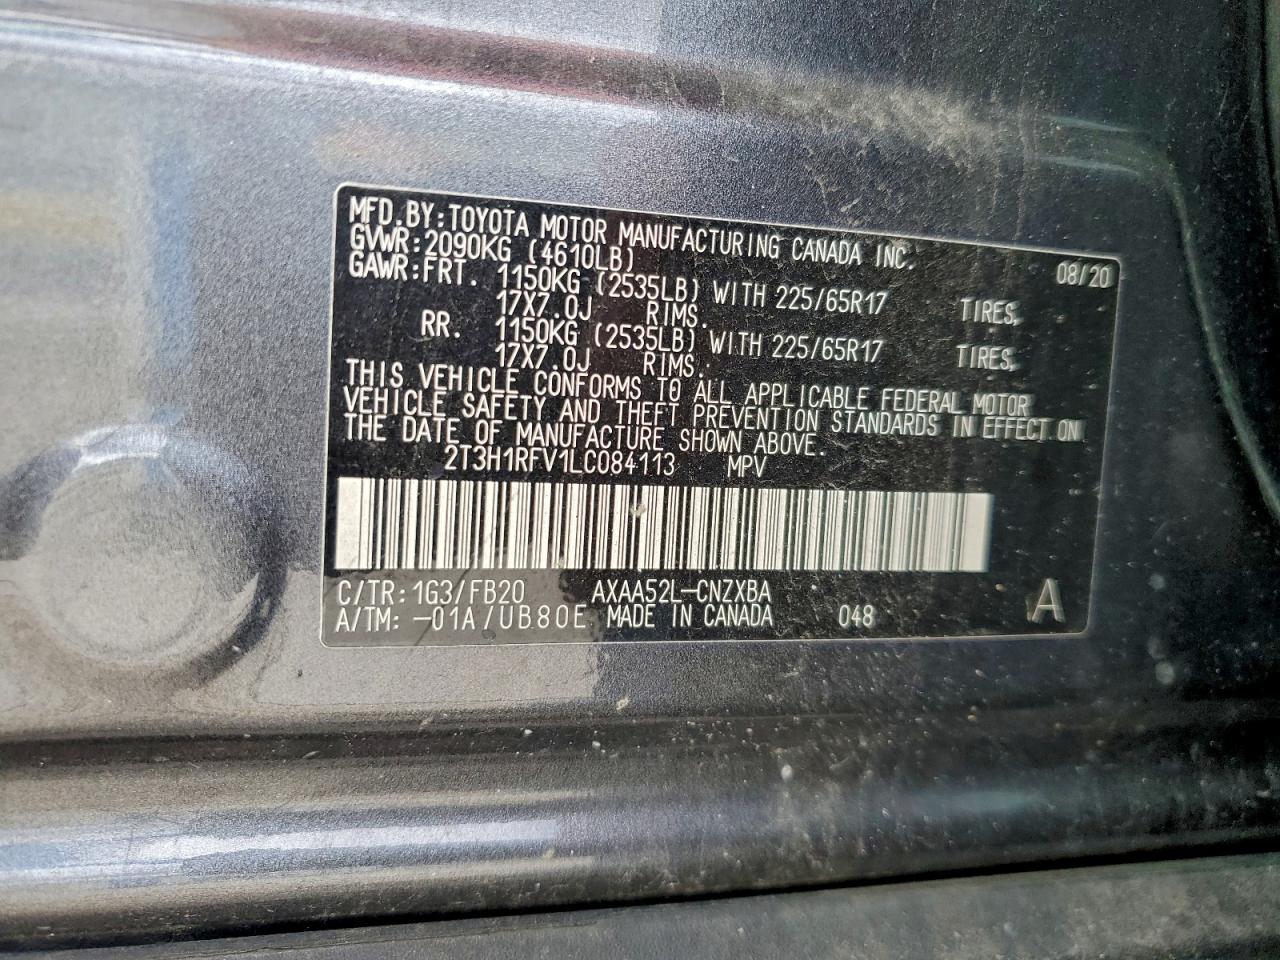 MFD.BY:TOYOTA MOTOR MANUFACTURING CANADA INC.
GVWR:2090KG (4610LB) 08/20
GAWR:FRT. 1150KG (2535LB) WITH 225/65R17 TIRES,
17X7.0J RIMS.
RR. 1150KG (2535LB) WITH 225/65R17 TIRES,
17X7.0J RIMS.
THIS VEHICLE CONFORMS TO ALL APPLICABLE FEDERAL MOTOR
VEHICLE SAFETY AND THEFT PREVENTION STANDARDS IN EFFECT ON
THE DATE OF MANUFACTURE SHOWN ABOVE.
2T3H1RFV1LC084113 MPV
C/TR:1G3/FB20 AXAA52L-CNZXBA
A/TM:-01A/UB80E MADE IN CANADA 048 A